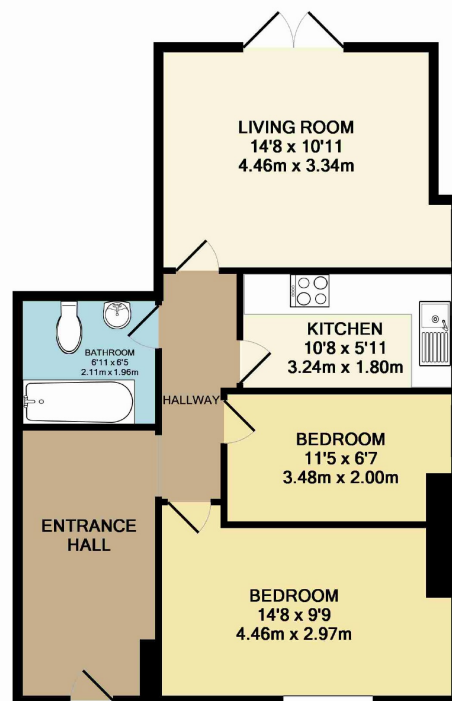 LIVING ROOM
14'8 x 10'11
4.46m x 3.34m
KITCHEN
10'8 x 5'11
3.24m x 1.80m
BATHROOM
6'11 x 6'5
2.11m x 1.96m
HALLWAY
BEDROOM
11'5 x 6'7
3.48m x 2.00m
ENTRANCE
HALL
BEDROOM
14'8 x 9'9
4.46m x 2.97m